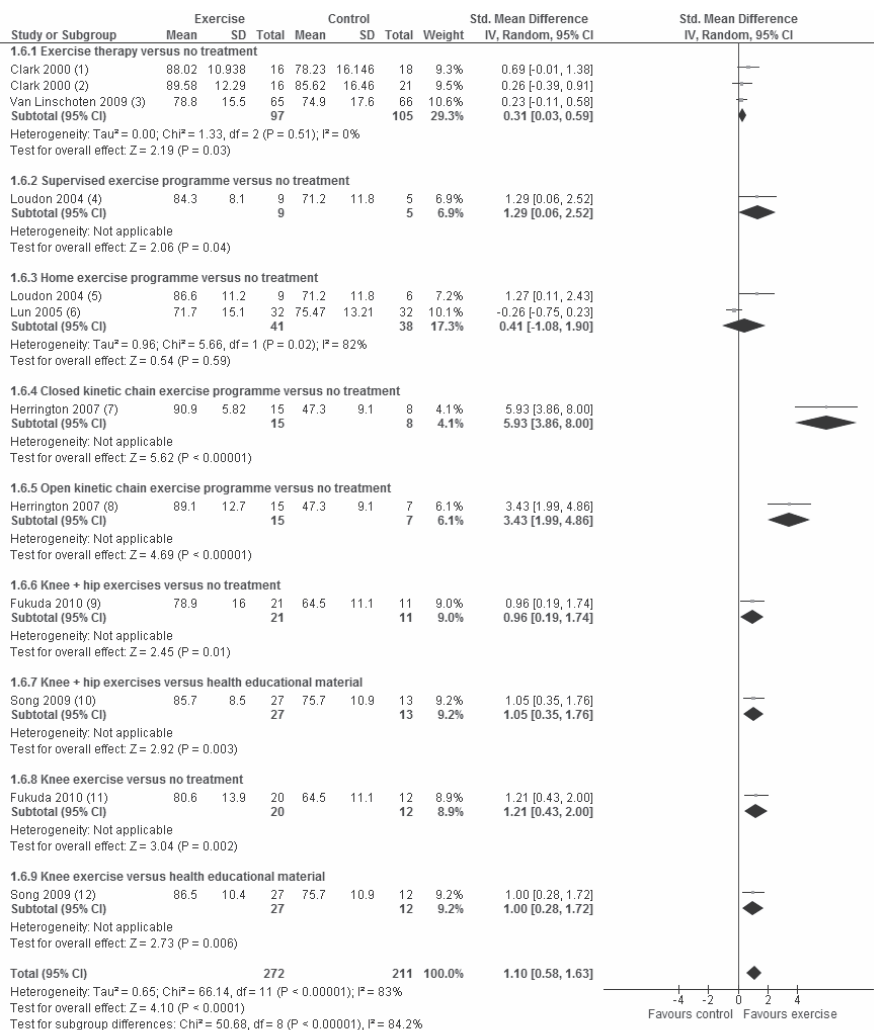 Exercise Control Std. Mean Difference Std. Mean Difference
Study or Subgroup Mean SD Total Mean SD Total Weight IV, Random, 95% CI IV, Random, 95% CI
1.6.1 Exercise therapy versus no treatment
Clark 2000 (1) 88.02 10.938 16 78.23 16.146 18 9.3% 0.69 [-0.01, 1.38]
Clark 2000 (2) 89.58 12.29 16 85.62 16.46 21 9.5% 0.26 [-0.39, 0.91]
Van Linschoten 2009 (3) 78.8 15.5 65 74.9 17.6 66 10.6% 0.23 [-0.11, 0.58]
Subtotal (95% CI) 97 105 29.3% 0.31 [0.03, 0.59]
Heterogeneity: Tau² = 0.00; Chi² = 1.33, df = 2 (P = 0.51); I² = 0%
Test for overall effect: Z = 2.19 (P = 0.03)
1.6.2 Supervised exercise programme versus no treatment
Loudon 2004 (4) 84.3 8.1 9 71.2 11.8 5 6.9% 1.29 [0.06, 2.52]
Subtotal (95% CI) 9 5 6.9% 1.29 [0.06, 2.52]
Heterogeneity: Not applicable
Test for overall effect: Z = 2.06 (P = 0.04)
1.6.3 Home exercise programme versus no treatment
Loudon 2004 (5) 86.6 11.2 9 71.2 11.8 6 7.2% 1.27 [0.11, 2.43]
Lun 2005 (6) 71.7 15.1 32 75.47 13.21 32 10.1% -0.26 [-0.75, 0.23]
Subtotal (95% CI) 41 38 17.3% 0.41 [-1.08, 1.90]
Heterogeneity: Tau² = 0.96; Chi² = 5.66, df = 1 (P = 0.02); I² = 82%
Test for overall effect: Z = 0.54 (P = 0.59)
1.6.4 Closed kinetic chain exercise programme versus no treatment
Herrington 2007 (7) 90.9 5.82 15 47.3 9.1 8 4.1% 5.93 [3.86, 8.00]
Subtotal (95% CI) 15 8 4.1% 5.93 [3.86, 8.00]
Heterogeneity: Not applicable
Test for overall effect: Z = 5.62 (P < 0.00001)
1.6.5 Open kinetic chain exercise programme versus no treatment
Herrington 2007 (8) 89.1 12.7 15 47.3 9.1 7 6.1% 3.43 [1.99, 4.86]
Subtotal (95% CI) 15 7 6.1% 3.43 [1.99, 4.86]
Heterogeneity: Not applicable
Test for overall effect: Z = 4.69 (P < 0.00001)
1.6.6 Knee + hip exercises versus no treatment
Fukuda 2010 (9) 78.9 16 21 64.5 11.1 11 9.0% 0.96 [0.19, 1.74]
Subtotal (95% CI) 21 11 9.0% 0.96 [0.19, 1.74]
Heterogeneity: Not applicable
Test for overall effect: Z = 2.45 (P = 0.01)
1.6.7 Knee + hip exercises versus health educational material
Song 2009 (10) 85.7 8.5 27 75.7 10.9 13 9.2% 1.05 [0.35, 1.76]
Subtotal (95% CI) 27 13 9.2% 1.05 [0.35, 1.76]
Heterogeneity: Not applicable
Test for overall effect: Z = 2.92 (P = 0.003)
1.6.8 Knee exercise versus no treatment
Fukuda 2010 (11) 80.6 13.9 20 64.5 11.1 12 8.9% 1.21 [0.43, 2.00]
Subtotal (95% CI) 20 12 8.9% 1.21 [0.43, 2.00]
Heterogeneity: Not applicable
Test for overall effect: Z = 3.04 (P = 0.002)
1.6.9 Knee exercise versus health educational material
Song 2009 (12) 86.5 10.4 27 75.7 10.9 12 9.2% 1.00 [0.28, 1.72]
Subtotal (95% CI) 27 12 9.2% 1.00 [0.28, 1.72]
Heterogeneity: Not applicable
Test for overall effect: Z = 2.73 (P = 0.006)
Total (95% CI) 272 211 100.0% 1.10 [0.58, 1.63]
Heterogeneity: Tau² = 0.65; Chi² = 66.14, df = 11 (P < 0.00001); I² = 83%
Test for overall effect: Z = 4.10 (P < 0.0001)
Test for subgroup differences: Chi² = 50.68, df = 8 (P < 0.00001), I² = 84.2%
-4 -2 0 2 4
Favours control Favours exercise